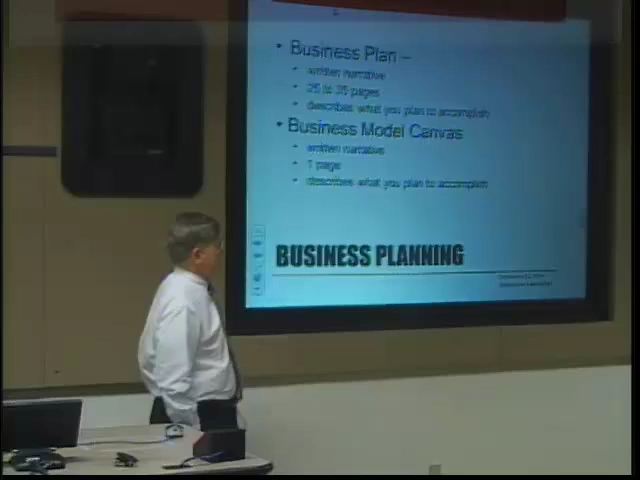 • Business Plan –
• written narrative
• 25 to 35 pages
• describes what you plan to accomplish
• Business Model Canvas
• written narrative
• 1 page
• describes what you plan to accomplish
BUSINESS PLANNING